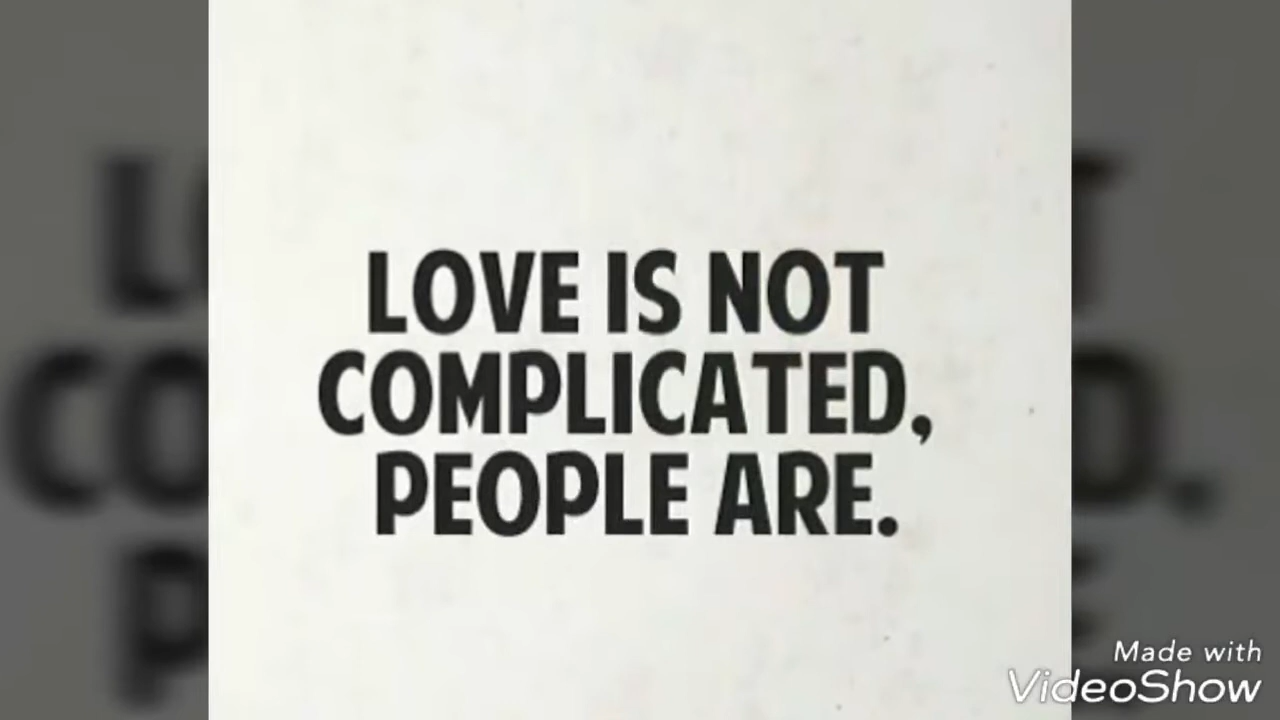 LOVE IS NOT
COMPLICATED,
PEOPLE ARE.
Made with
VideoShow